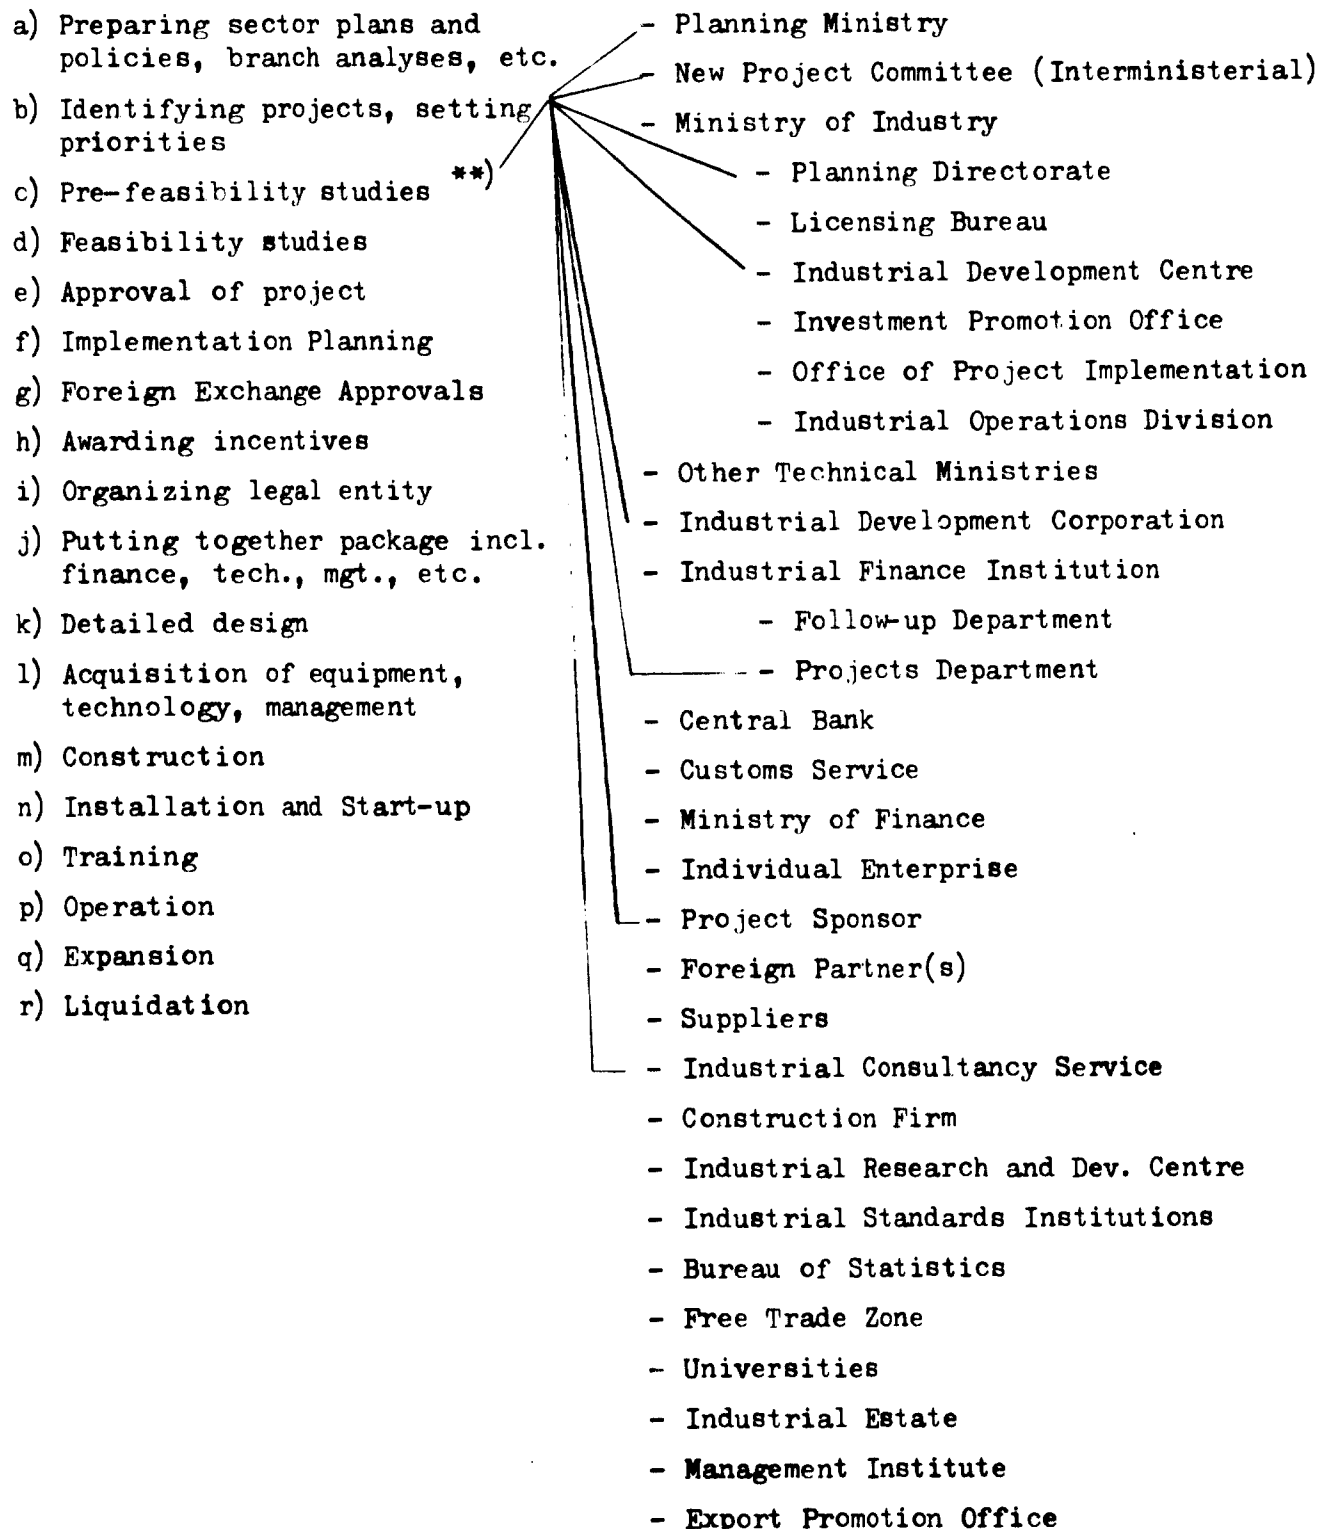 a) Preparing sector plans and
policies, branch analyses, etc.
b) Identifying projects, setting
priorities
c) Pre-feasibility studies **)
d) Feasibility studies
e) Approval of project
f) Implementation Planning
g) Foreign Exchange Approvals
h) Awarding incentives
i) Organizing legal entity
j) Putting together package incl.
finance, tech., mgt., etc.
k) Detailed design
l) Acquisition of equipment,
technology, management
m) Construction
n) Installation and Start-up
o) Training
p) Operation
q) Expansion
r) Liquidation
- Planning Ministry
- New Project Committee (Interministerial)
- Ministry of Industry
- Planning Directorate
- Licensing Bureau
- Industrial Development Centre
- Investment Promotion Office
- Office of Project Implementation
- Industrial Operations Division
- Other Technical Ministries
- Industrial Development Corporation
- Industrial Finance Institution
- Follow-up Department
- Projects Department
- Central Bank
- Customs Service
- Ministry of Finance
- Individual Enterprise
- Project Sponsor
- Foreign Partner(s)
- Suppliers
- Industrial Consultancy Service
- Construction Firm
- Industrial Research and Dev. Centre
- Industrial Standards Institutions
- Bureau of Statistics
- Free Trade Zone
- Universities
- Industrial Estate
- Management Institute
- Export Promotion Office